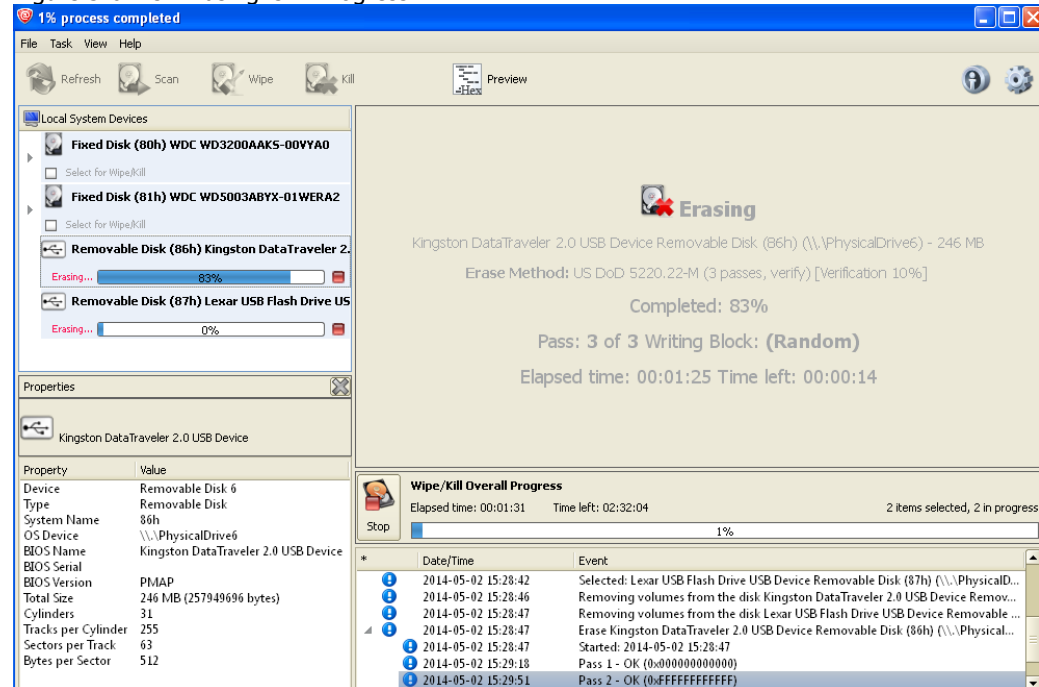 1% process completed
File Task View Help
Refresh Scan Wipe Kill Preview
Local System Devices
Fixed Disk (80h) WDC WD3200AAKS-00VYA0
Select for Wipe/Kill
Fixed Disk (81h) WDC WD5003ABYX-01WERA2
Select for Wipe/Kill
Removable Disk (86h) Kingston DataTraveler 2.
Erasing... 83%
Removable Disk (87h) Lexar USB Flash Drive US
Erasing... 0%
Erasing
Kingston DataTraveler 2.0 USB Device Removable Disk (86h) (\\.\PhysicalDrive6) - 246 MB
Erase Method: US DoD 5220.22-M (3 passes, verify) [Verification 10%]
Completed: 83%
Pass: 3 of 3 Writing Block: (Random)
Elapsed time: 00:01:25 Time left: 00:00:14
Properties
Kingston DataTraveler 2.0 USB Device
Property Value
Device Removable Disk 6
Type Removable Disk
System Name 86h
OS Device \\.\PhysicalDrive6
BIOS Name Kingston DataTraveler 2.0 USB Device
BIOS Serial
BIOS Version PMAP
Total Size 246 MB (257949696 bytes)
Cylinders 31
Tracks per Cylinder 255
Sectors per Track 63
Bytes per Sector 512
Wipe/Kill Overall Progress
Elapsed time: 00:01:31 Time left: 02:32:04 2 items selected, 2 in progress
Stop 1%
* Date/Time Event
2014-05-02 15:28:42 Selected: Lexar USB Flash Drive USB Device Removable Disk (87h) (\\.\PhysicalD...
2014-05-02 15:28:46 Removing volumes from the disk Kingston DataTraveler 2.0 USB Device Remov...
2014-05-02 15:28:47 Removing volumes from the disk Lexar USB Flash Drive USB Device Removable ...
2014-05-02 15:28:47 Erase Kingston DataTraveler 2.0 USB Device Removable Disk (86h) (\\.\Physical...
2014-05-02 15:28:47 Started: 2014-05-02 15:28:47
2014-05-02 15:29:18 Pass 1 - OK (0x000000000000)
2014-05-02 15:29:51 Pass 2 - OK (0xFFFFFFFFFFFF)